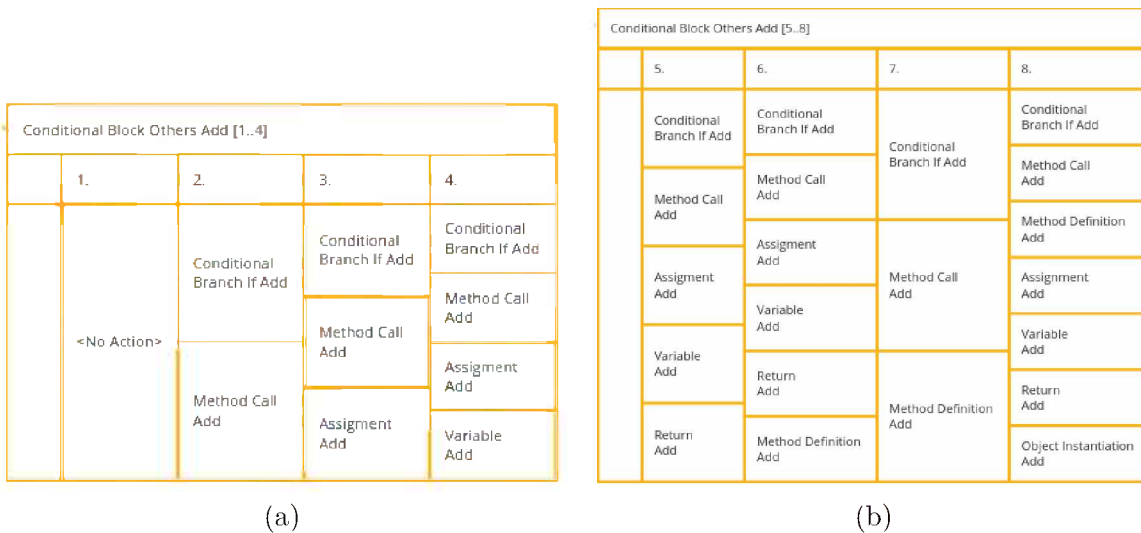 Conditional Block Others Add [1..4]
1.
2.
3.
4.
<No Action>
Conditional
Branch If Add
Method Call
Add
Conditional
Branch If Add
Method Call
Add
Assigment
Add
Conditional
Branch If Add
Method Call
Add
Assigment
Add
Variable
Add
(a)
Conditional Block Others Add [5..8]
5.
6.
7.
8.
Conditional
Branch If Add
Method Call
Add
Assigment
Add
Variable
Add
Return
Add
Conditional
Branch If Add
Method Call
Add
Assigment
Add
Variable
Add
Return
Add
Method Definition
Add
Conditional
Branch If Add
Method Call
Add
Method Definition
Add
Conditional
Branch If Add
Method Call
Add
Method Definition
Add
Assignment
Add
Variable
Add
Return
Add
Object Instantiation
Add
(b)